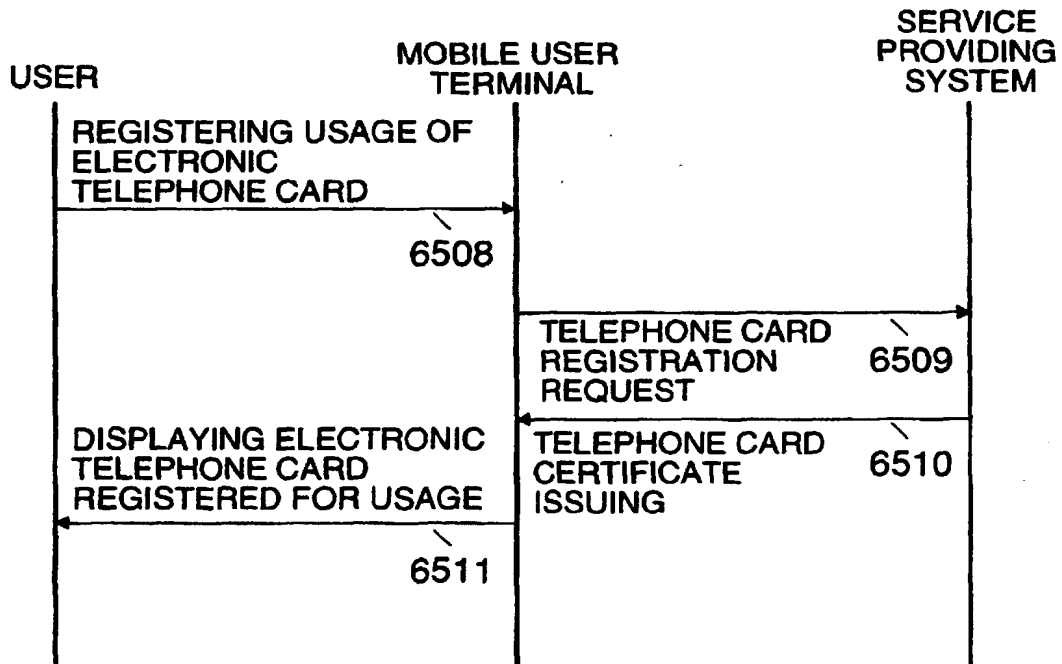 USER
MOBILE USER
TERMINAL
SERVICE
PROVIDING
SYSTEM
REGISTERING USAGE OF
ELECTRONIC
TELEPHONE CARD
6508
TELEPHONE CARD
REGISTRATION
REQUEST
6509
TELEPHONE CARD
CERTIFICATE
ISSUING
6510
DISPLAYING ELECTRONIC
TELEPHONE CARD
REGISTERED FOR USAGE
6511